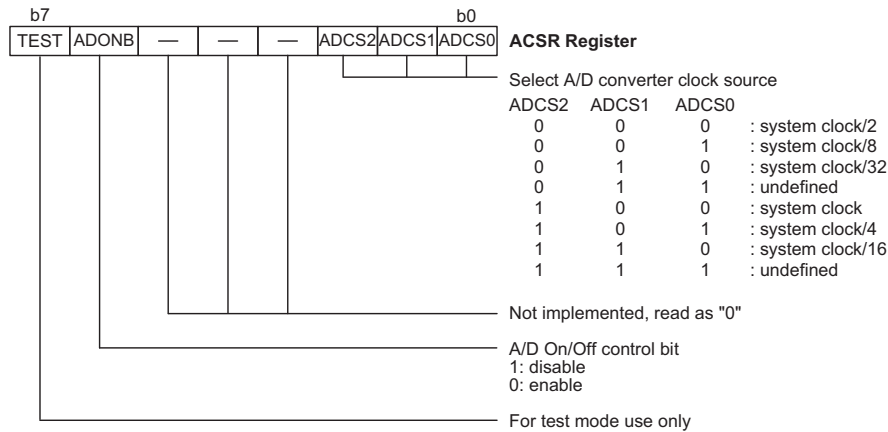 b7 b0
TEST ADONB — — — ADCS2 ADCS1 ADCS0 ACSR Register
Select A/D converter clock source
ADCS2 ADCS1 ADCS0
0 0 0 : system clock/2
0 0 1 : system clock/8
0 1 0 : system clock/32
0 1 1 : undefined
1 0 0 : system clock
1 0 1 : system clock/4
1 1 0 : system clock/16
1 1 1 : undefined
Not implemented, read as "0"
A/D On/Off control bit
1: disable
0: enable
For test mode use only